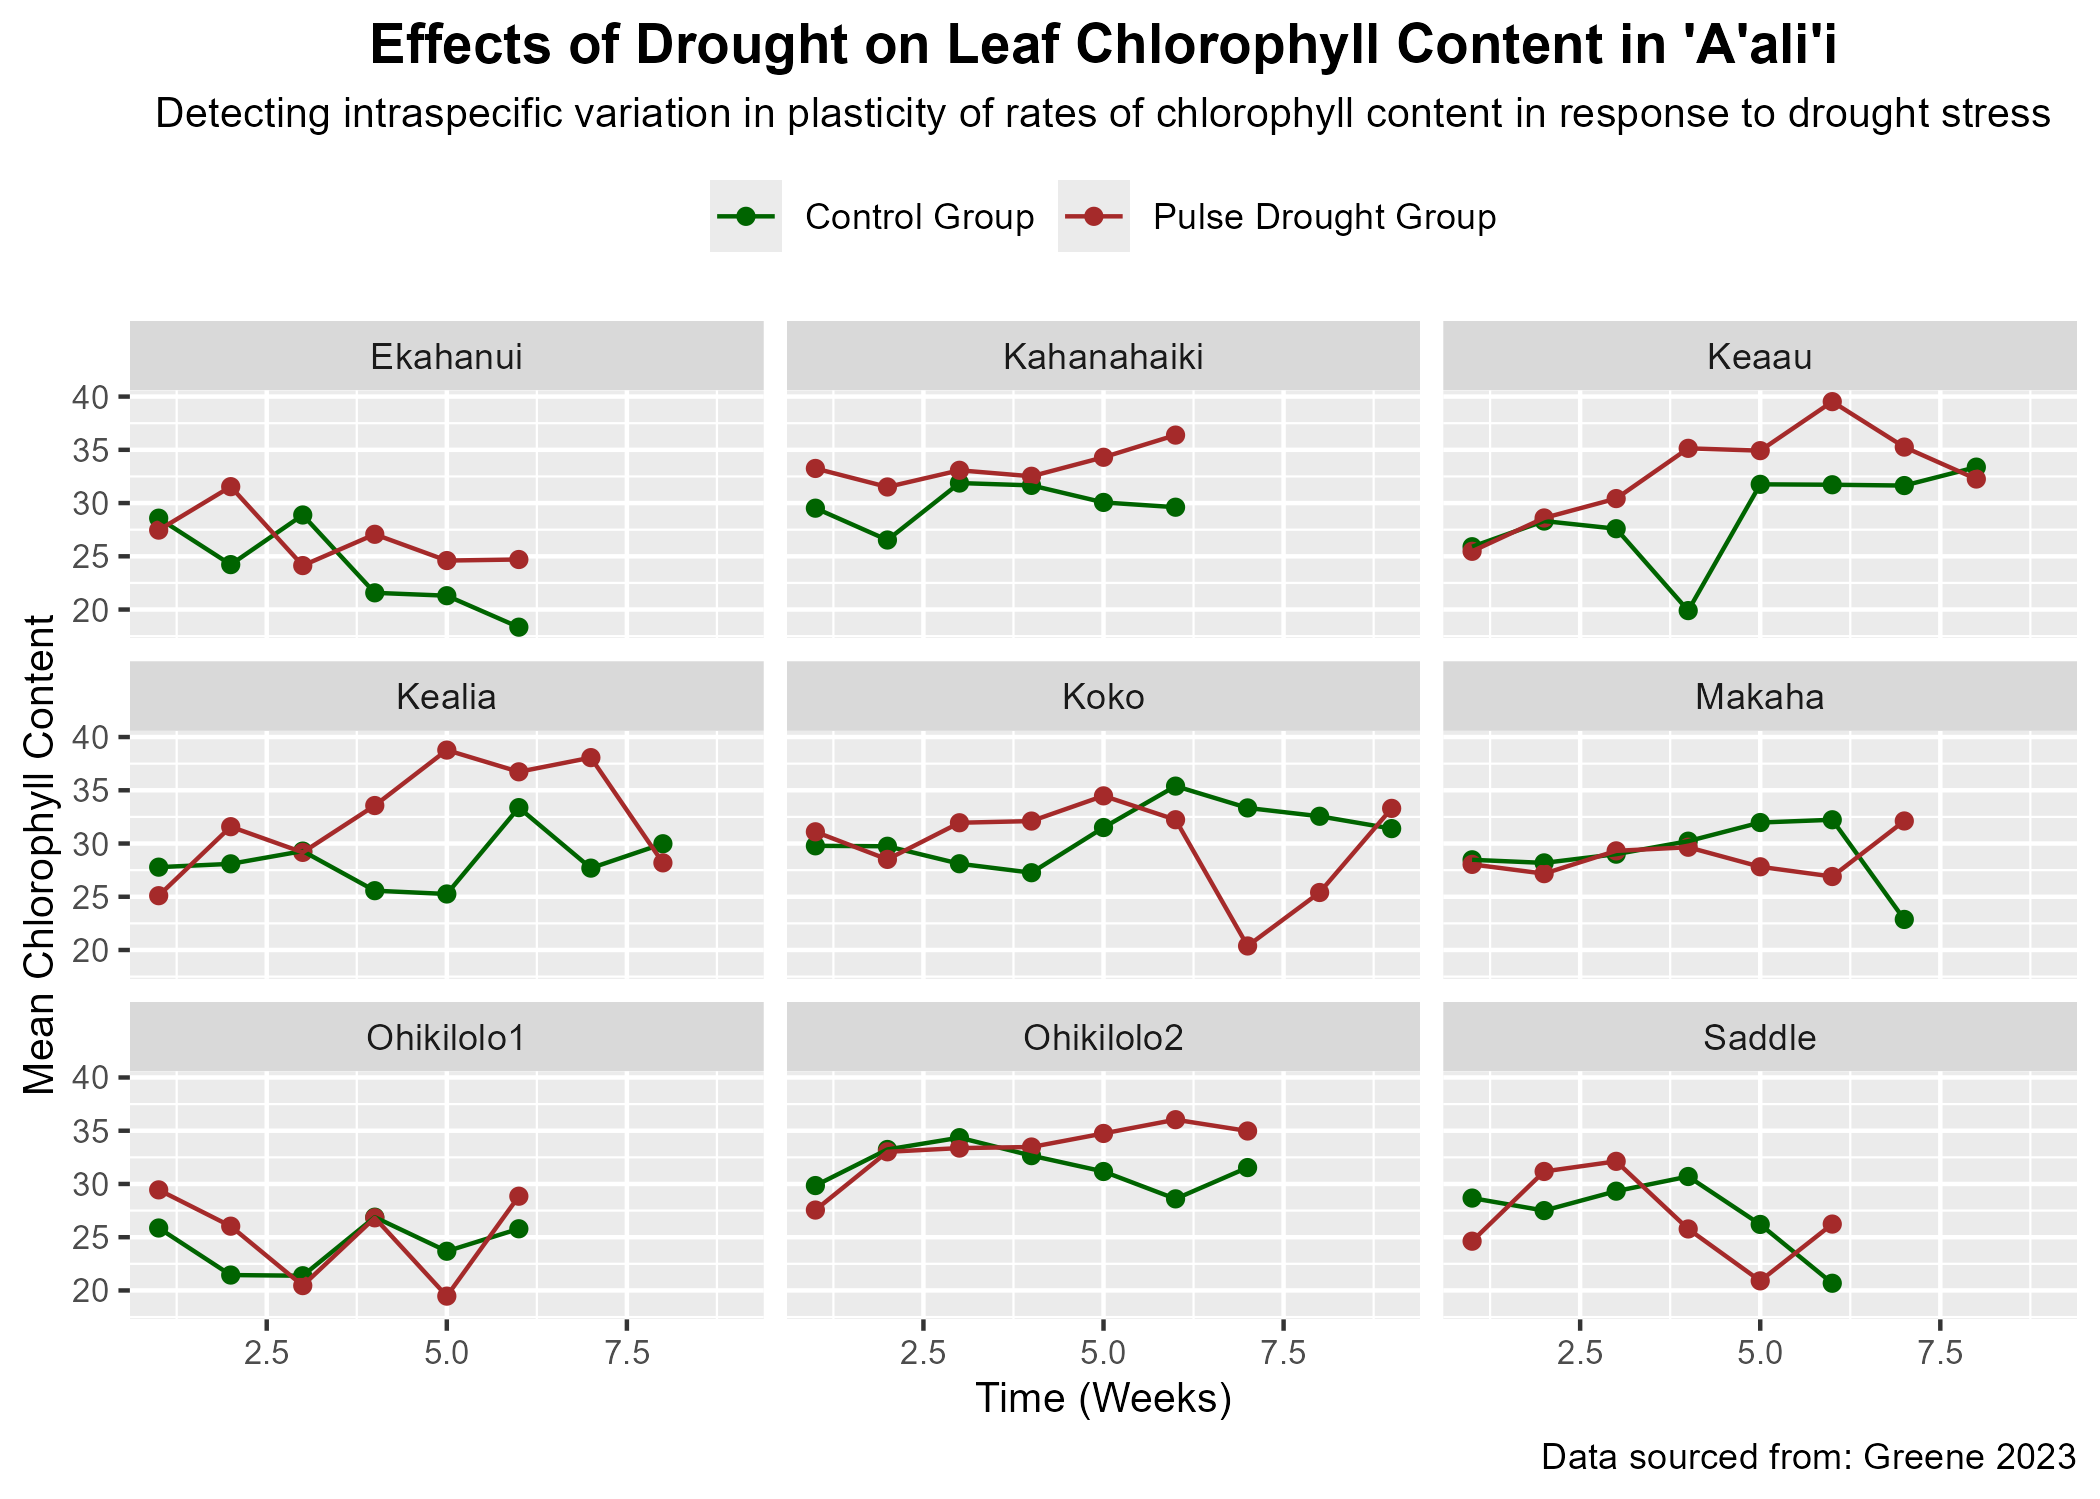 Effects of Drought on Leaf Chlorophyll Content in 'A'ali'i
Detecting intraspecific variation in plasticity of rates of chlorophyll content in response to drought stress
Control Group
Pulse Drought Group
Ekahanui
Kahanahaiki
Keaau
40
35
30
25
20
Kealia
Koko
Makaha
40
35
30
25
20
Mean Chlorophyll Content
Ohikilolo1
Ohikilolo2
Saddle
40
35
30
25
20
2.5 5.0 7.5
2.5 5.0 7.5
2.5 5.0 7.5
Time (Weeks)
Data sourced from: Greene 2023